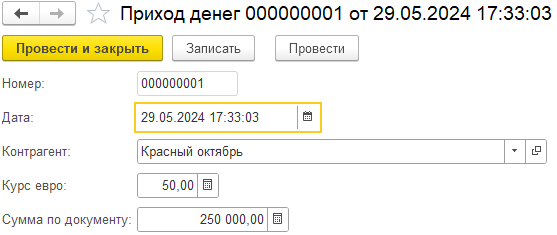 Приход денег 000000001 от 29.05.2024 17:33:03
Провести и закрыть Записать Провести
Номер: 000000001
Дата: 29.05.2024 17:33:03
Контрагент: Красный октябрь
Курс евро: 50,00
Сумма по документу: 250 000,00